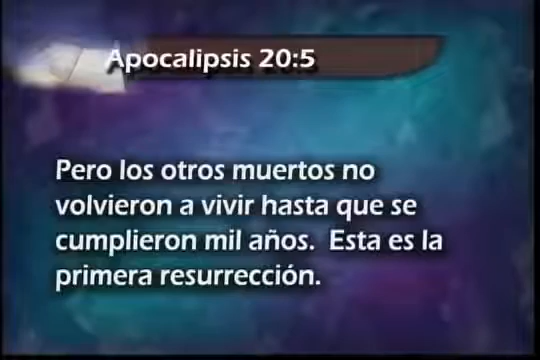 Apocalipsis 20:5
Pero los otros muertos no
volvieron a vivir hasta que se
cumplieron mil años. Esta es la
primera resurrección.